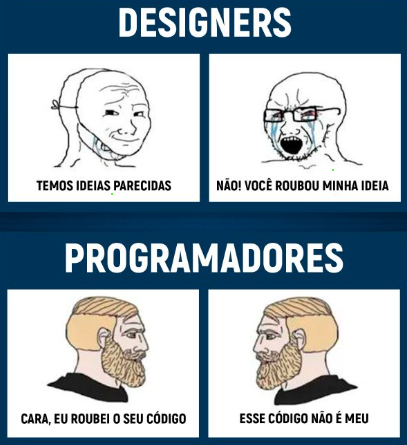 DESIGNERS
TEMOS IDEIAS PARECIDAS
NÃO! VOCÊ ROUBOU MINHA IDEIA
PROGRAMADORES
CARA, EU ROUBEI O SEU CÓDIGO
ESSE CÓDIGO NÃO É MEU